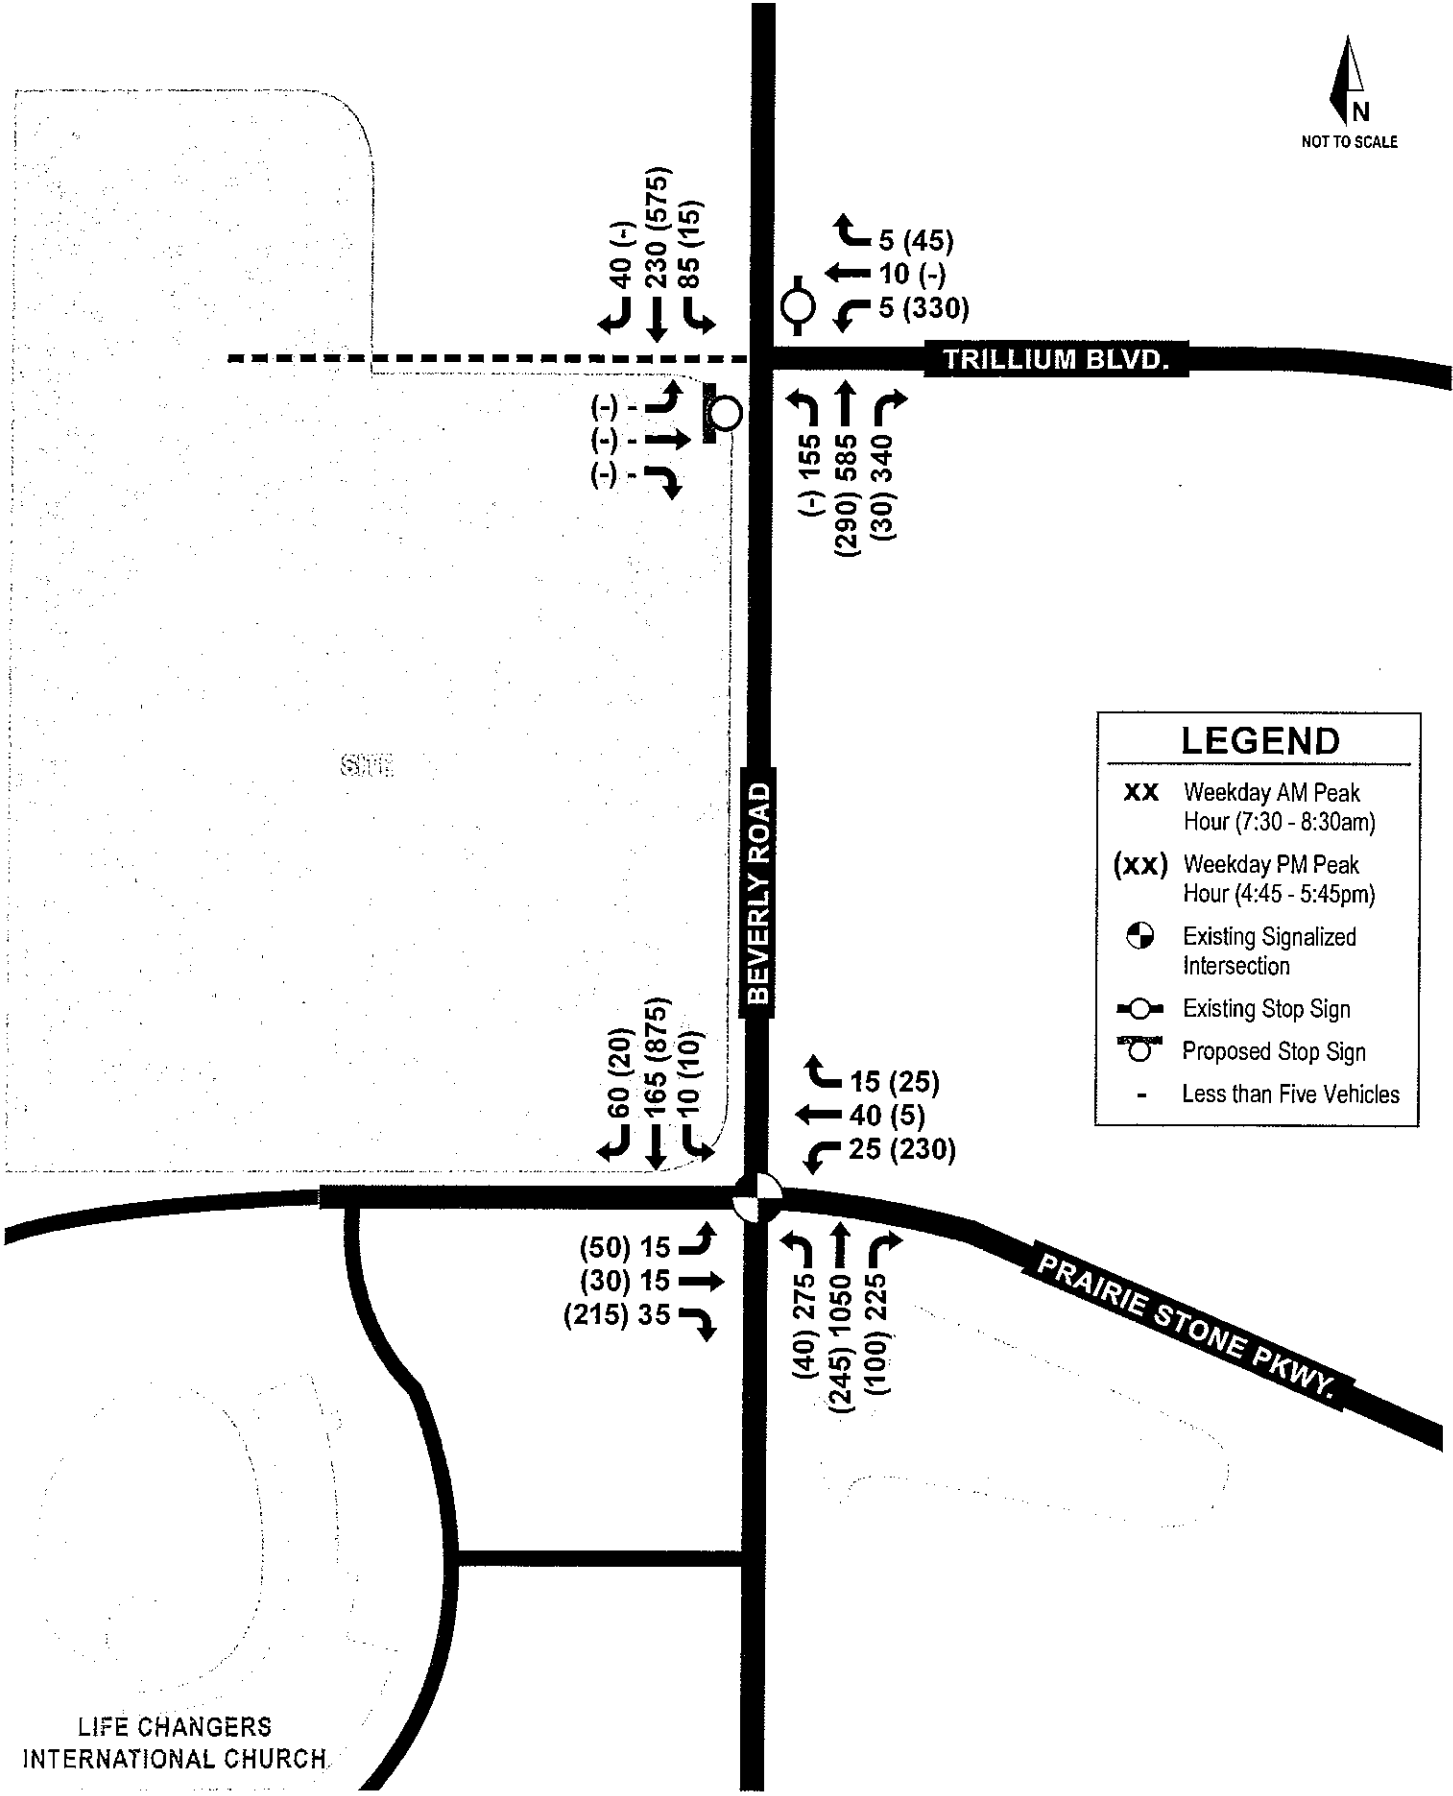 N
NOT TO SCALE
40 (-)
230 (575)
85 (15)
5 (45)
10 (-)
5 (330)
TRILLIUM BLVD.
(-) -
(-) -
(-) -
(-) 155
(290) 585
(30) 340
SITE
BEVERLY ROAD
LEGEND
XX Weekday AM Peak
Hour (7:30 - 8:30am)
(XX) Weekday PM Peak
Hour (4:45 - 5:45pm)
Existing Signalized
Intersection
Existing Stop Sign
Proposed Stop Sign
- Less than Five Vehicles
60 (20)
165 (875)
10 (10)
15 (25)
40 (5)
25 (230)
(50) 15
(30) 15
(215) 35
(40) 275
(245) 1050
(100) 225
PRAIRIE STONE PKWY.
LIFE CHANGERS
INTERNATIONAL CHURCH